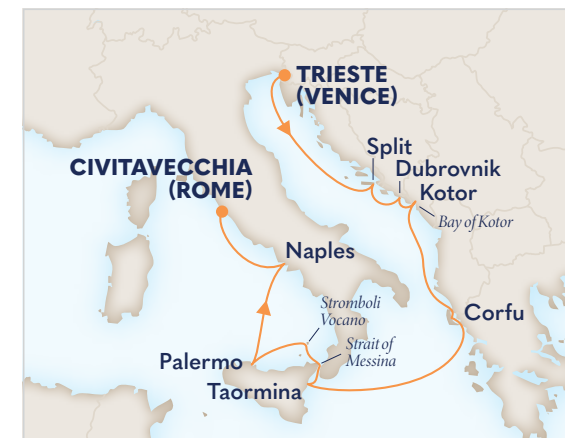 TRIESTE
(VENICE)
Split
CIVITAVECCHIA
(ROME)
Dubrovnik
Kotor
Bay of Kotor
Naples
Stromboli
Vocano
Corfu
Strait of
Messina
Palermo
Taormina